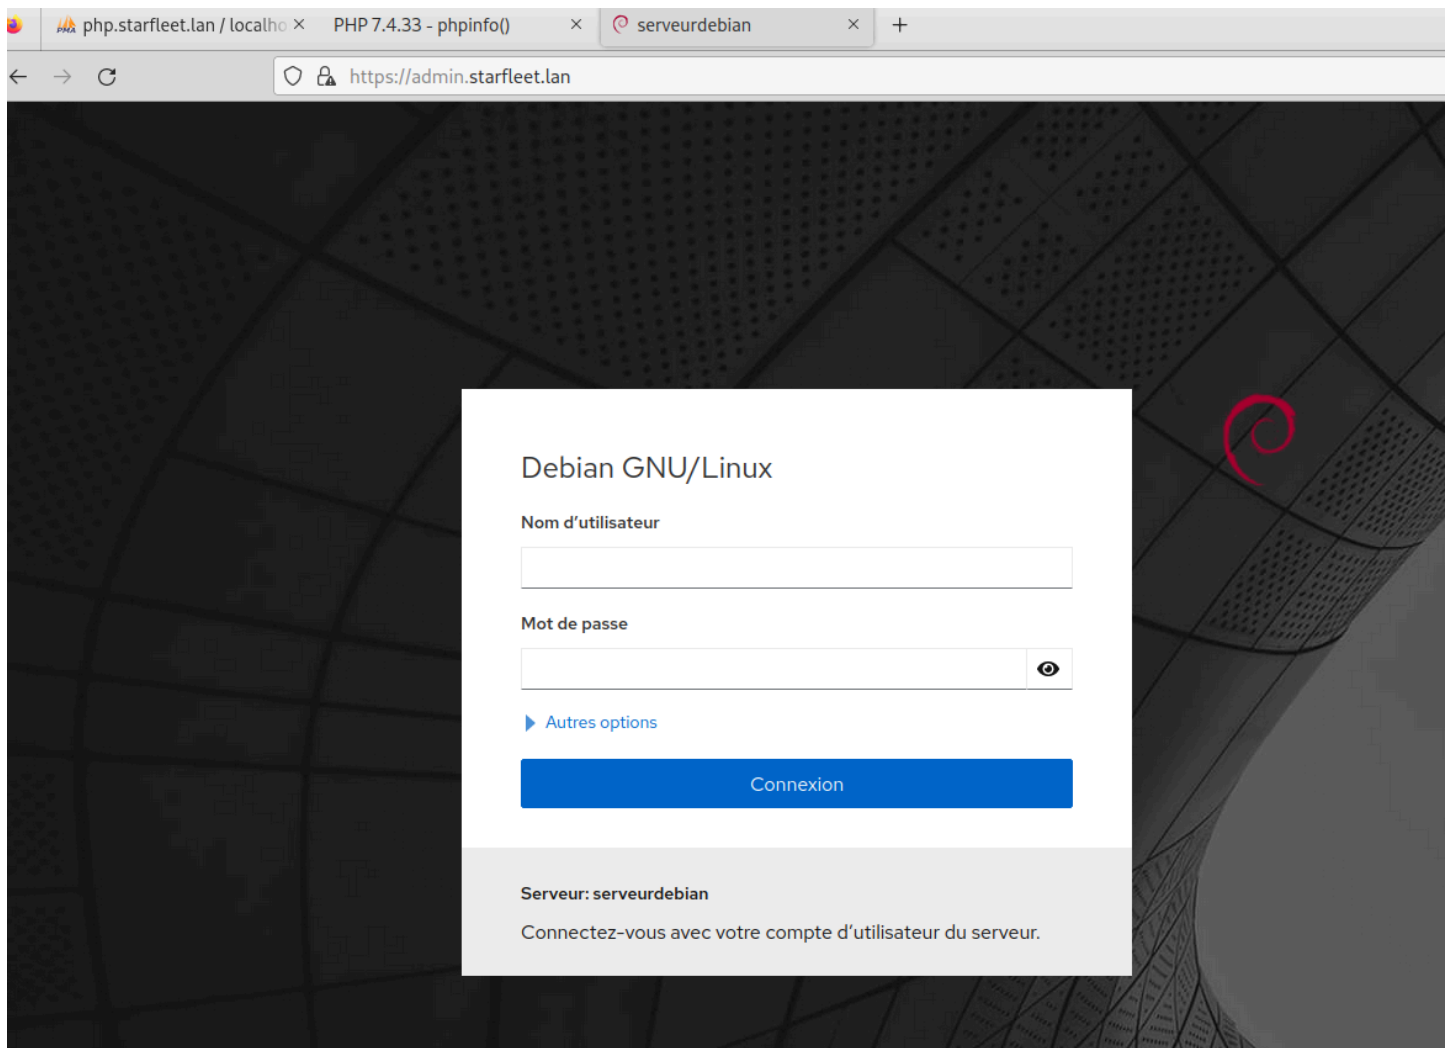 php.starfleet.lan / localho
PHP 7.4.33 - phpinfo()
serveurdebian
https://admin.starfleet.lan
Debian GNU/Linux
Nom d’utilisateur
Mot de passe
Autres options
Connexion
Serveur: serveurdebian
Connectez-vous avec votre compte d’utilisateur du serveur.